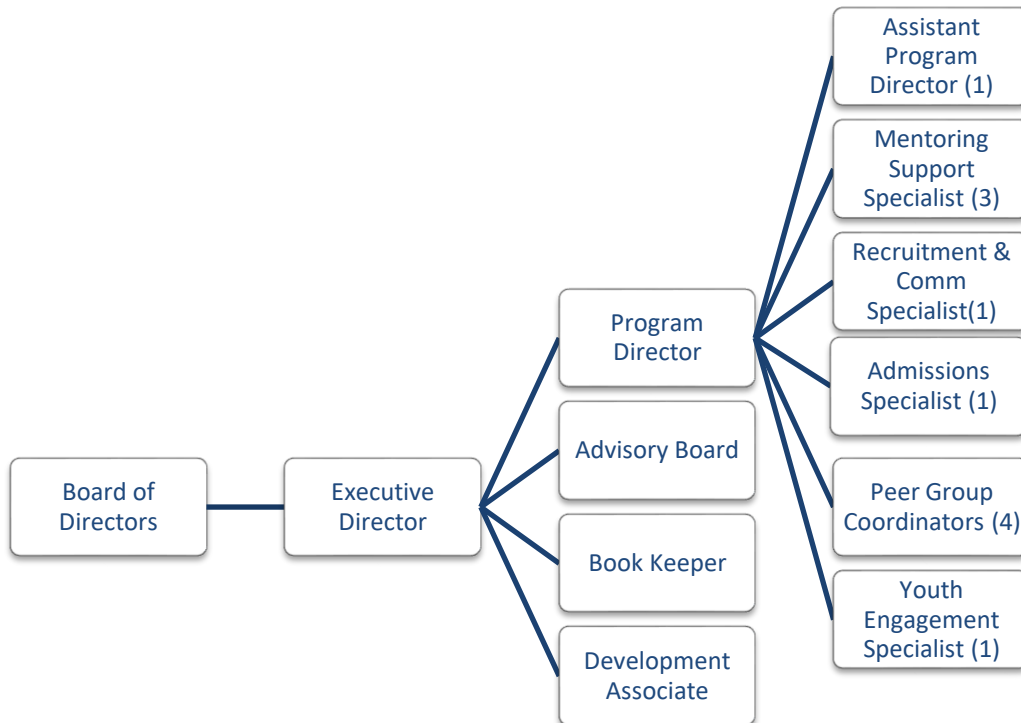 Board of
Directors
Executive
Director
Program
Director
Advisory Board
Book Keeper
Development
Associate
Assistant
Program
Director (1)
Mentoring
Support
Specialist (3)
Recruitment &
Comm
Specialist(1)
Admissions
Specialist (1)
Peer Group
Coordinators (4)
Youth
Engagement
Specialist (1)